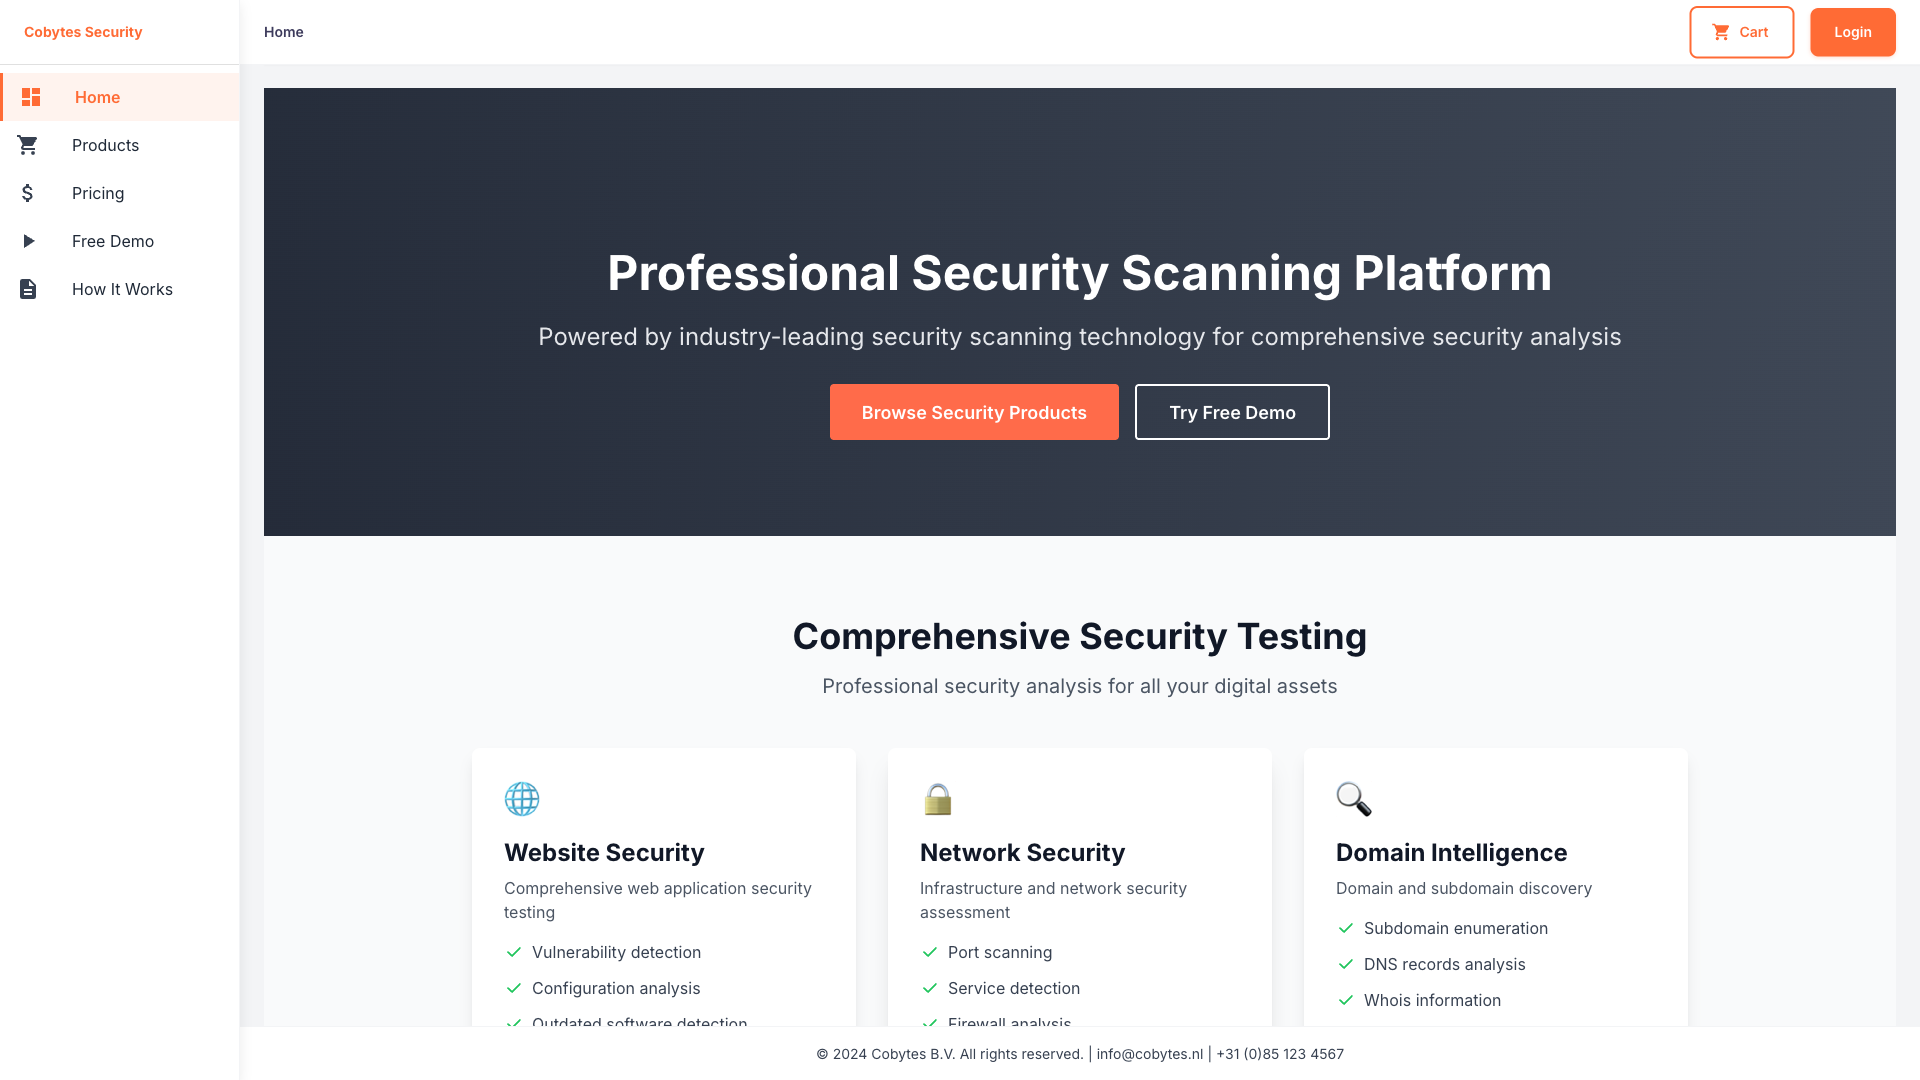 Cobytes Security
Home
Cart
Login
Home
Products
Pricing
Free Demo
How It Works
Professional Security Scanning Platform
Powered by industry-leading security scanning technology for comprehensive security analysis
Browse Security Products
Try Free Demo
Comprehensive Security Testing
Professional security analysis for all your digital assets
Website Security
Comprehensive web application security
testing
Vulnerability detection
Configuration analysis
Outdated software detection
Network Security
Infrastructure and network security
assessment
Port scanning
Service detection
Firewall analysis
Domain Intelligence
Domain and subdomain discovery
Subdomain enumeration
DNS records analysis
Whois information
© 2024 Cobytes B.V. All rights reserved. | info@cobytes.nl | +31 (0)85 123 4567